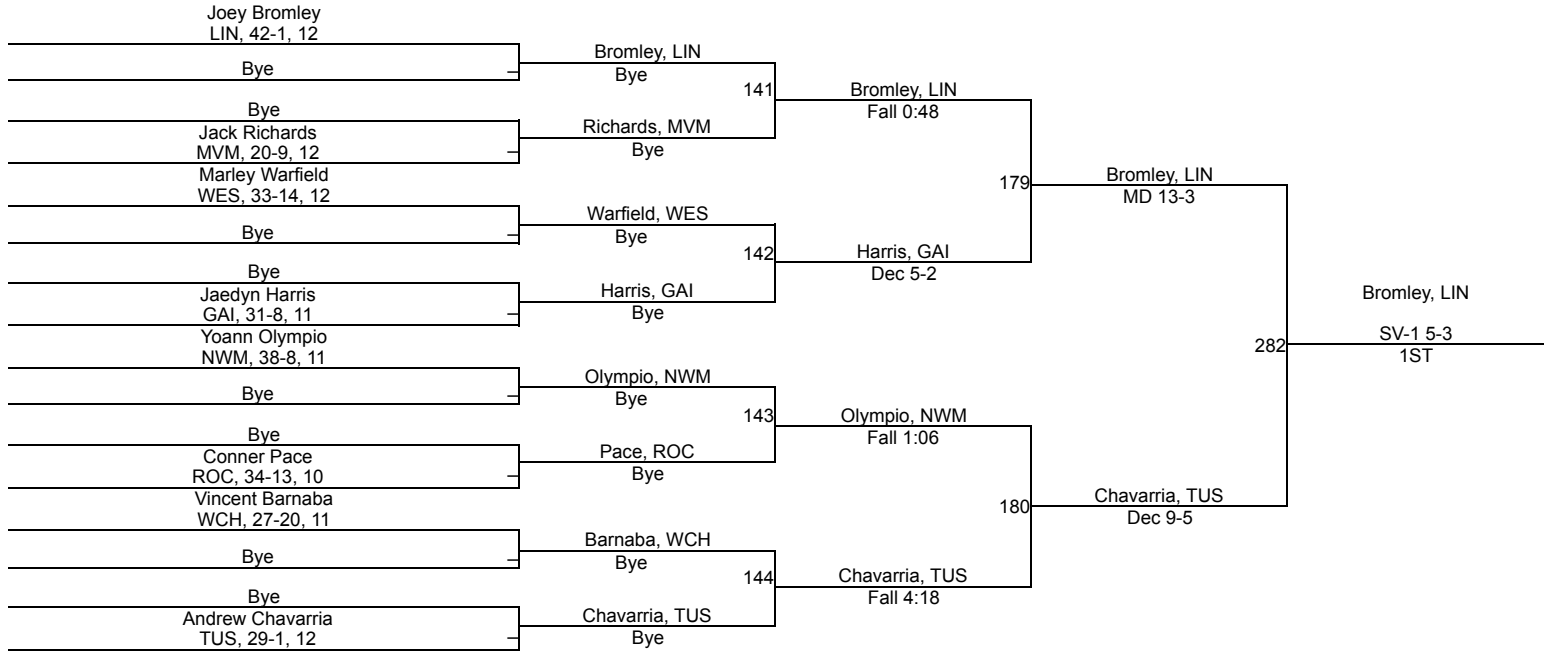 Joey Bromley
LIN, 42-1, 12
Bye
Bye
Jack Richards
MVM, 20-9, 12
Marley Warfield
WES, 33-14, 12
Bye
Bye
Jaedyn Harris
GAI, 31-8, 11
Yoann Olympio
NWM, 38-8, 11
Bye
Bye
Conner Pace
ROC, 34-13, 10
Vincent Barnaba
WCH, 27-20, 11
Bye
Bye
Andrew Chavarria
TUS, 29-1, 12
Bromley, LIN
Bye
141
Richards, MVM
Bye
Warfield, WES
Bye
142
Harris, GAI
Bye
Olympio, NWM
Bye
143
Pace, ROC
Bye
Barnaba, WCH
Bye
144
Chavarria, TUS
Bye
Bromley, LIN
Fall 0:48
179
Harris, GAI
Dec 5-2
Olympio, NWM
Fall 1:06
180
Chavarria, TUS
Fall 4:18
Bromley, LIN
MD 13-3
282
Chavarria, TUS
Dec 9-5
Bromley, LIN
SV-1 5-3
1ST